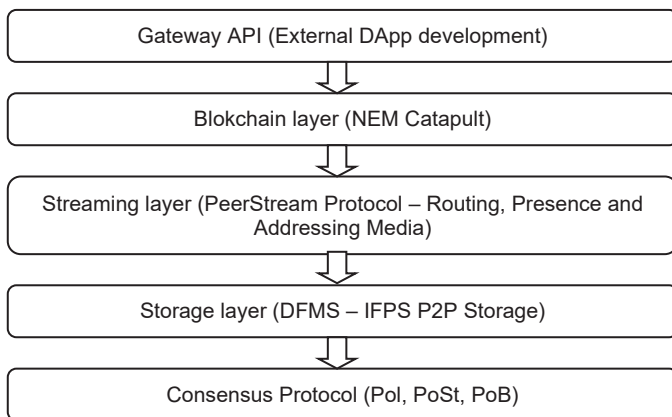 Gateway API (External DApp development)
Blokchain layer (NEM Catapult)
Streaming layer (PeerStream Protocol – Routing, Presence and
Addressing Media)
Storage layer (DFMS – IFPS P2P Storage)
Consensus Protocol (PoI, PoSt, PoB)